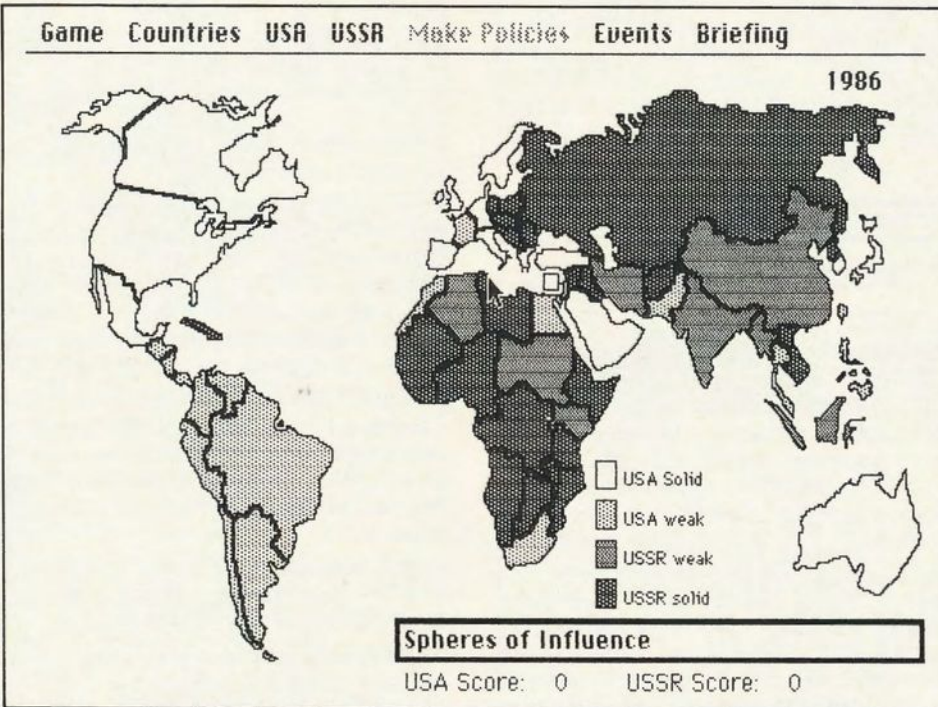 Game Countries USA USSR Make Policies Events Briefing
1986
USA Solid
USA weak
USSR weak
USSR solid
Spheres of Influence
USA Score: 0 USSR Score: 0